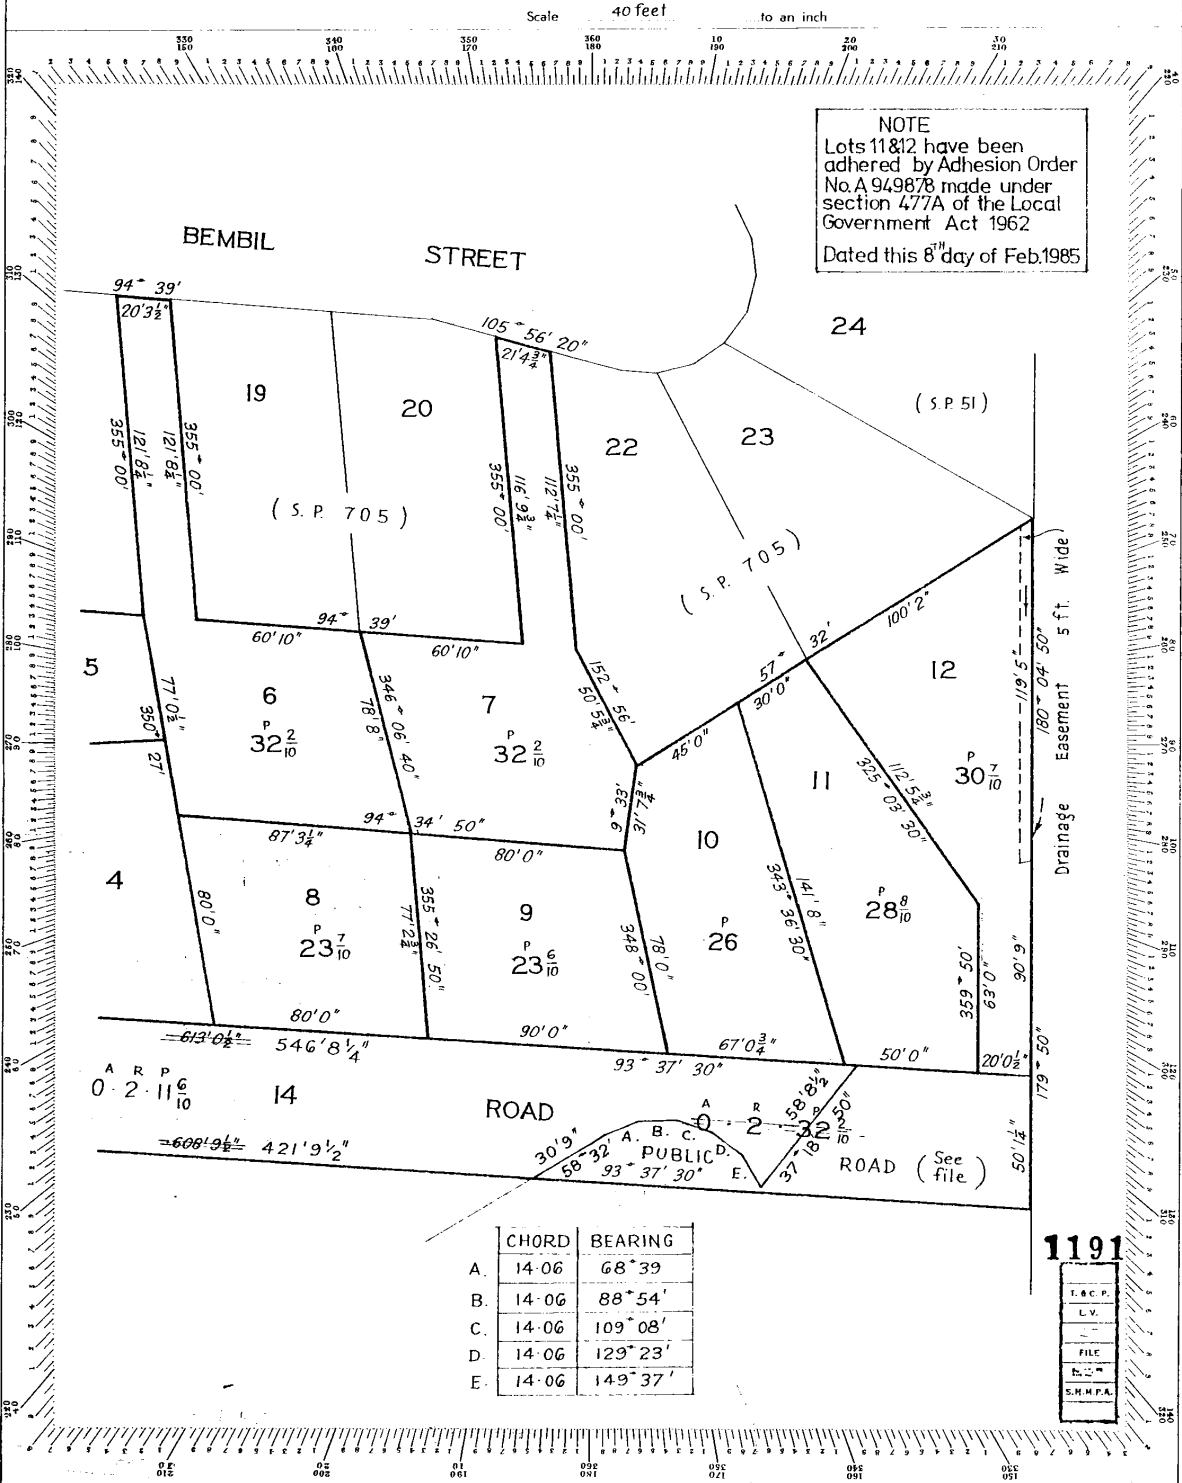 Scale 40 feet to an inch
NOTE
Lots 11&12 have been
adhered by Adhesion Order
No. A 949878 made under
section 477A of the Local
Government Act 1962
Dated this 8TH day of Feb.1985
BEMBIL STREET
94° 39'
20'3½"
105° 56' 20"
21'4¾"
24
(S.P. 51)
19
20
22
23
355° 00'
121'8¼"
121'8¼"
355° 00'
355° 00'
116'9¾"
112'7¼"
355° 00'
(S.P. 705)
(S.P. 705)
94° 39'
60'10"
60'10"
57° 32'
100'2"
30'0"
45'0"
152° 56'
50'5¾"
119'5"
180° 04' 50"
Drainage Easement 5 ft. Wide
5
6
P
32 2/10
7
P
32 2/10
77'0½"
350° 27'
346° 06' 40"
78'8"
9° 33'
31'7¾"
12
P
30 7/10
11
P
28 8/10
112'5¾"
325° 03' 30"
10
P
26
141'8"
343° 36' 30"
94° 34' 50"
87'3¼"
80'0"
4
80'0"
8
P
23 7/10
355° 26' 50"
77'2¾"
9
P
23 6/10
78'0"
348° 00'
359° 50'
63'0"
90'9"
80'0"
90'0"
67'0¾"
50'0"
20'0½"
613'0½" 546'8¼"
93° 37' 30"
179° 50"
A R P
0. 2. 11 6/10
14
ROAD
A R P
0 2 32 2/10
58'8½"
37° 18' 50"
50'1¼"
608'9½" 421'9½"
30'9"
58° 32'
A. B. C. D. E.
PUBLIC
93° 37' 30"
ROAD (See file)
CHORD BEARING
A. 14·06 68°39
B. 14·06 88°54'
C. 14·06 109°08'
D. 14·06 129°23'
E. 14·06 149°37'
1191
T. & C. P.
L. V.
FILE
S.M.M.P.A.